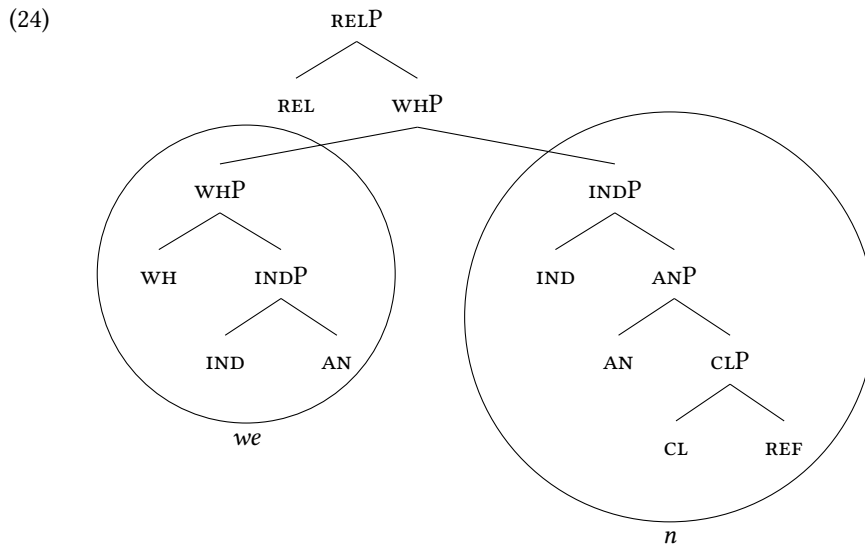 (24)
RELP
REL WHP
WHP INDP
WH INDP IND ANP
IND AN AN CLP
we CL REF
n